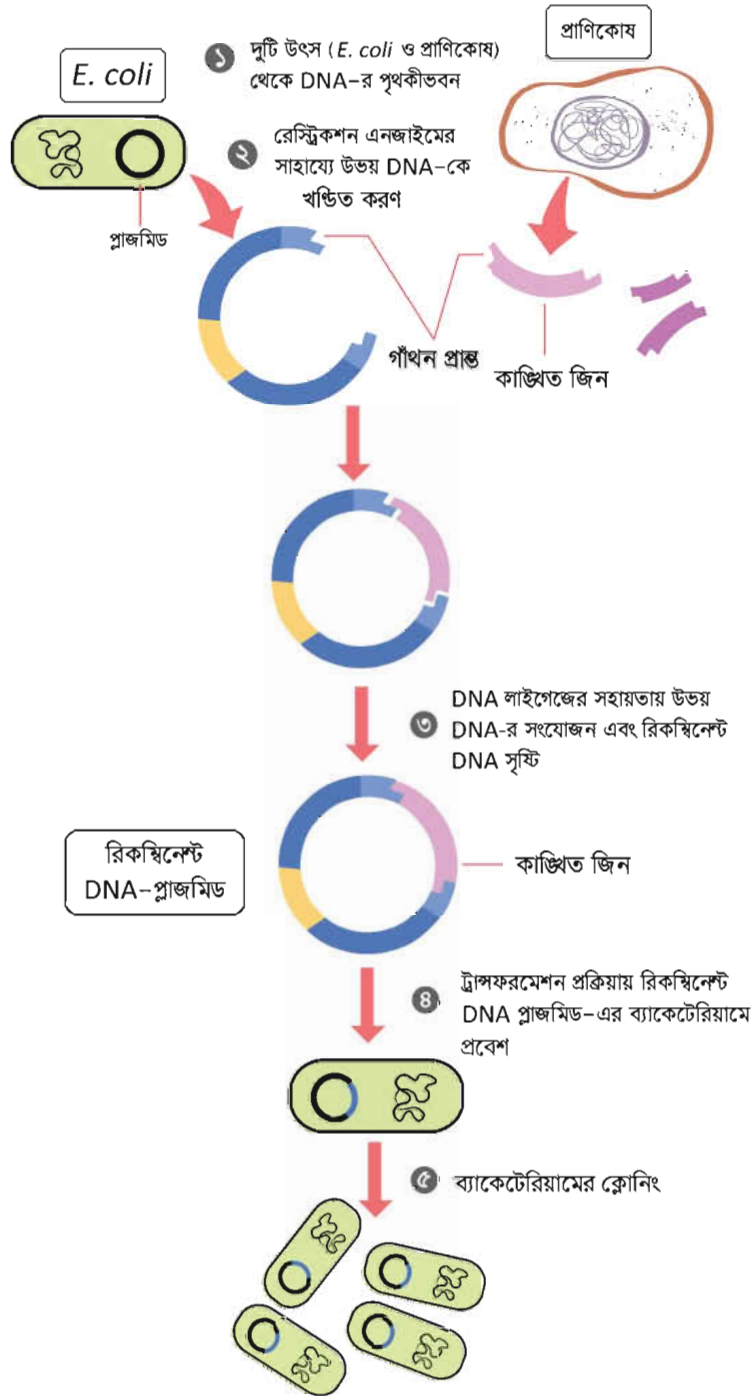 E. coli
১ দুটি উৎস (E. coli ও প্রাণিকোষ)
থেকে DNA-র পৃথকীভবন
প্রাণিকোষ
২ রেস্ট্রিকশন এনজাইমের
সাহায্যে উভয় DNA-কে
খণ্ডিত করণ
প্লাজমিড
গাঁথন প্রান্ত
কাঙ্খিত জিন
৩ DNA লাইগেজের সহায়তায় উভয়
DNA-র সংযোজন এবং রিকম্বিনেন্ট
DNA সৃষ্টি
রিকম্বিনেন্ট
DNA-প্লাজমিড
কাঙ্খিত জিন
৪ ট্রান্সফরমেশন প্রক্রিয়ায় রিকম্বিনেন্ট
DNA প্লাজমিড-এর ব্যাকেটেরিয়ামে
প্রবেশ
৫ ব্যাকেটেরিয়ামের ক্লোনিং